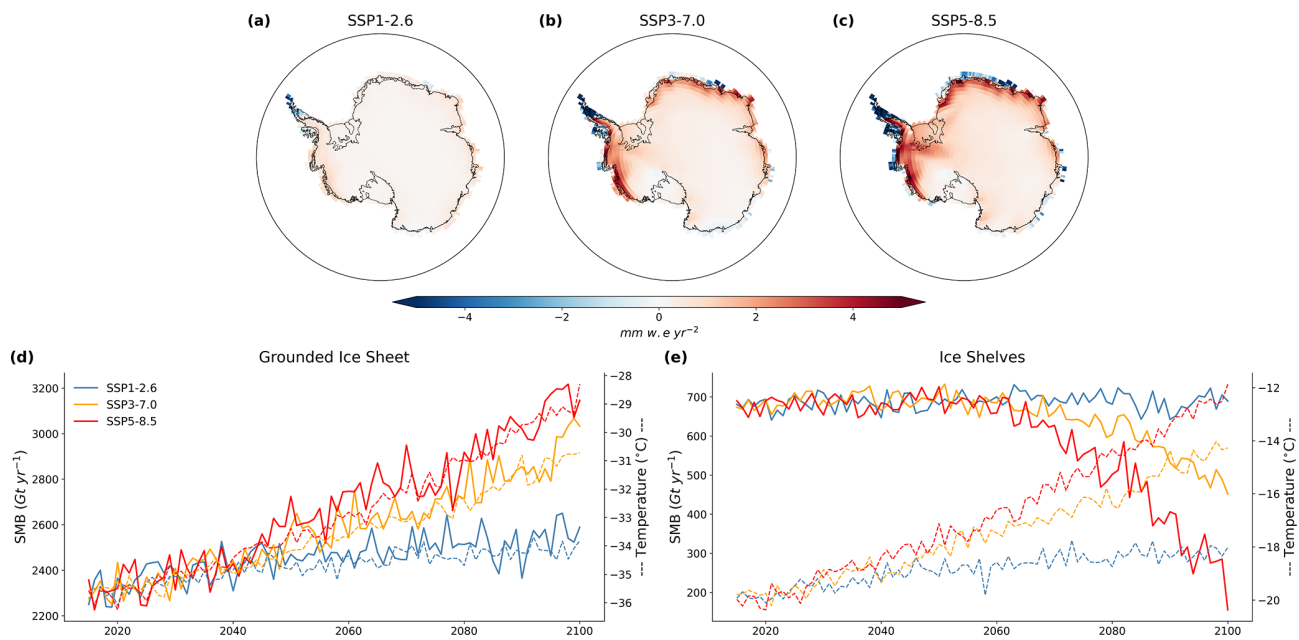 (a) SSP1-2.6
(b) SSP3-7.0
(c) SSP5-8.5
−4 −2 0 2 4
mm w.e yr⁻²
(d) Grounded Ice Sheet
SSP1-2.6
SSP3-7.0
SSP5-8.5
SMB (Gt yr⁻¹)
3200
3000
2800
2600
2400
2200
2020 2040 2060 2080 2100
−28
−29
−30
−31
−32
−33
−34
−35
−36
--- Temperature (°C) ---
(e) Ice Shelves
SMB (Gt yr⁻¹)
700
600
500
400
300
200
2020 2040 2060 2080 2100
−12
−14
−16
−18
−20
--- Temperature (°C) ---